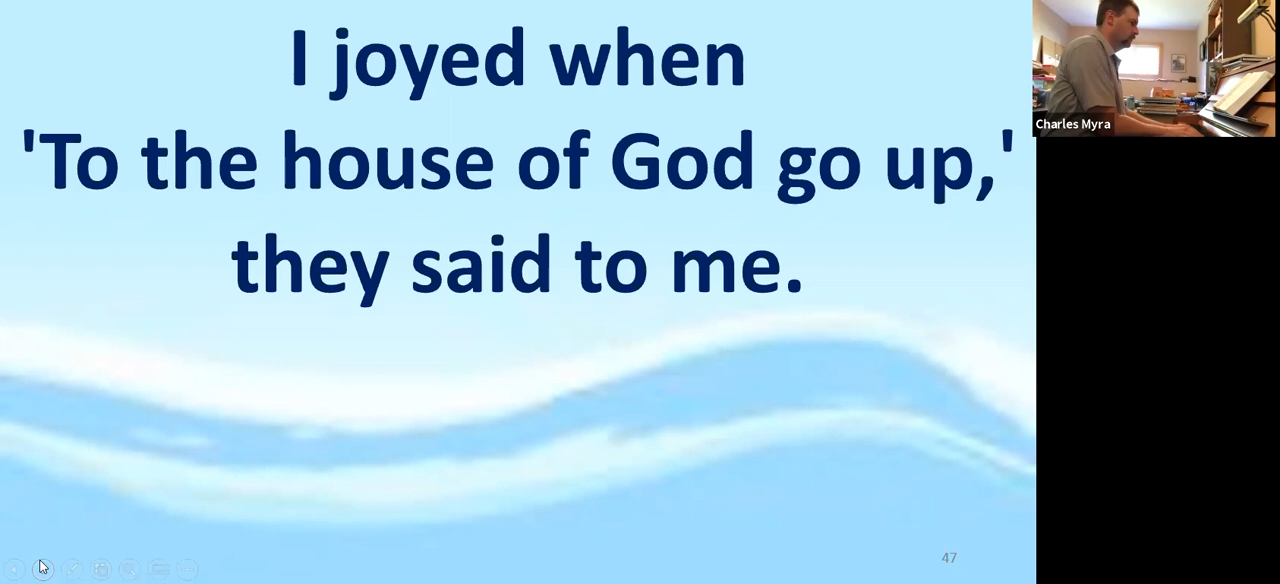 I joyed when
'To the house of God go up,'
they said to me.
Charles Myra
47